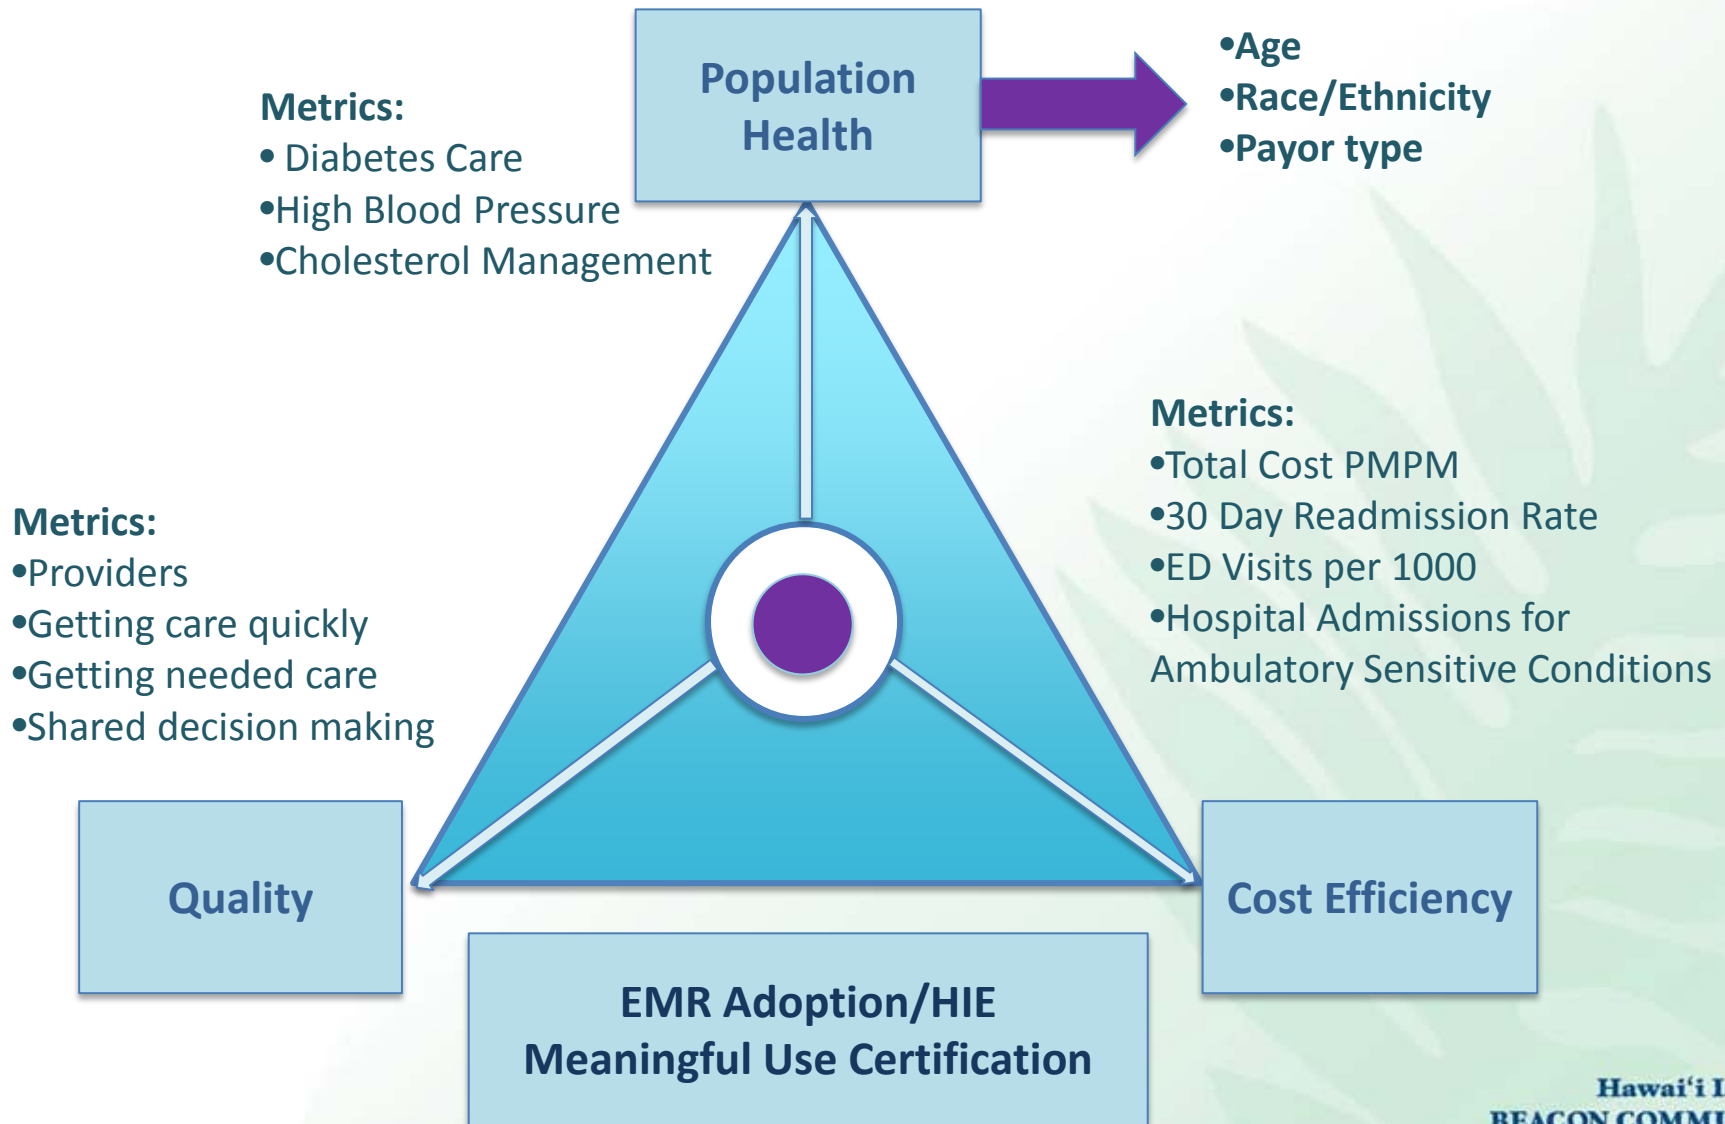 Population
Health
•Age
•Race/Ethnicity
•Payor type
Metrics:
• Diabetes Care
•High Blood Pressure
•Cholesterol Management
Metrics:
•Total Cost PMPM
•30 Day Readmission Rate
•ED Visits per 1000
•Hospital Admissions for
Ambulatory Sensitive Conditions
Metrics:
•Providers
•Getting care quickly
•Getting needed care
•Shared decision making
Quality
Cost Efficiency
EMR Adoption/HIE
Meaningful Use Certification
Hawaiʻi
BEACON